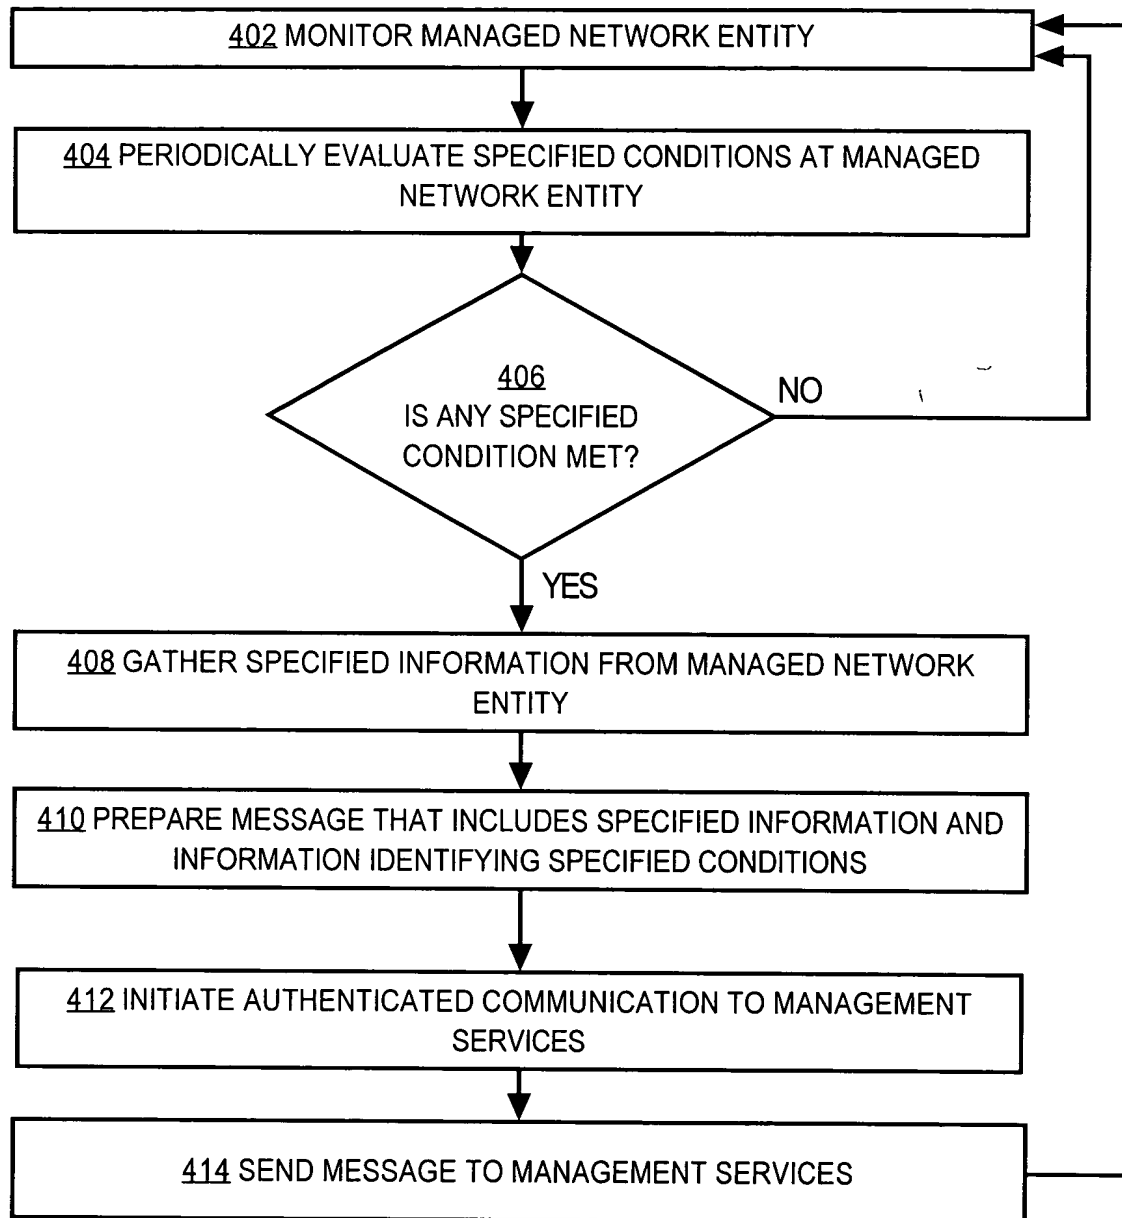 402 MONITOR MANAGED NETWORK ENTITY
404 PERIODICALLY EVALUATE SPECIFIED CONDITIONS AT MANAGED
NETWORK ENTITY
406
IS ANY SPECIFIED
CONDITION MET?
NO
YES
408 GATHER SPECIFIED INFORMATION FROM MANAGED NETWORK
ENTITY
410 PREPARE MESSAGE THAT INCLUDES SPECIFIED INFORMATION AND
INFORMATION IDENTIFYING SPECIFIED CONDITIONS
412 INITIATE AUTHENTICATED COMMUNICATION TO MANAGEMENT
SERVICES
414 SEND MESSAGE TO MANAGEMENT SERVICES